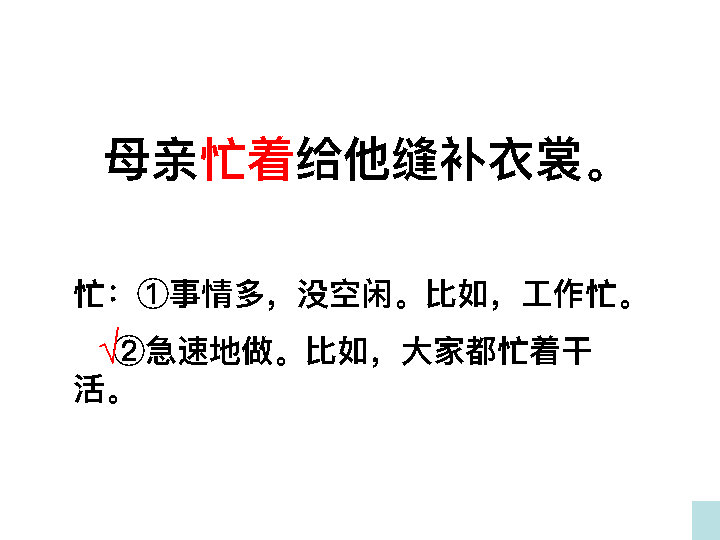 母亲忙着给他缝补衣裳。
忙：①事情多，没空闲。比如，工作忙。
√②急速地做。比如，大家都忙着干
活。